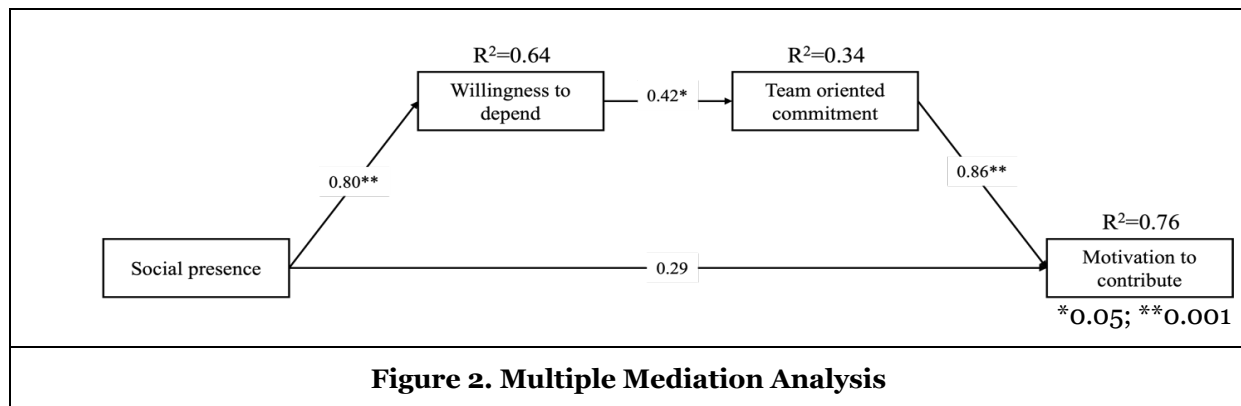 R²=0.64
R²=0.34
Willingness to
depend
0.42*
Team oriented
commitment
0.80**
0.86**
R²=0.76
Social presence
0.29
Motivation to
contribute
*0.05; **0.001
Figure 2. Multiple Mediation Analysis